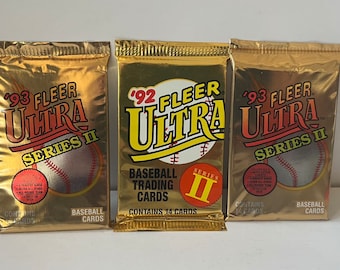 '93 FLEER
ULTRA
SERIES II
BASEBALL
CARDS
'92 FLEER
ULTRA
BASEBALL
TRADING
CARDS
SERIES
II
CONTAINS 14 CARDS
'93 FLEER
ULTRA
SERIES II
CONTAINS
BASEBALL
CARDS